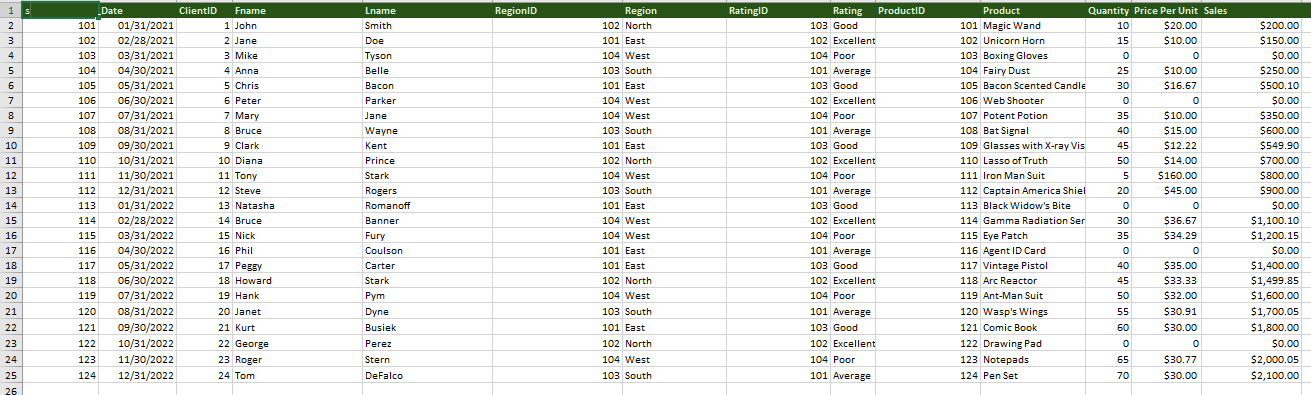 1 s Date ClientID Fname Lname RegionID Region RatingID Rating ProductID Product Quantity Price Per Unit Sales
2 101 01/31/2021 1 John Smith 102 North 103 Good 101 Magic Wand 10 $20.00 $200.00
3 102 02/28/2021 2 Jane Doe 101 East 102 Excellent 102 Unicorn Horn 15 $10.00 $150.00
4 103 03/31/2021 3 Mike Tyson 104 West 104 Poor 103 Boxing Gloves 0 0 $0.00
5 104 04/30/2021 4 Anna Belle 103 South 101 Average 104 Fairy Dust 25 $10.00 $250.00
6 105 05/31/2021 5 Chris Bacon 101 East 103 Good 105 Bacon Scented Candle 30 $16.67 $500.10
7 106 06/30/2021 6 Peter Parker 104 West 102 Excellent 106 Web Shooter 0 0 $0.00
8 107 07/31/2021 7 Mary Jane 104 West 104 Poor 107 Potent Potion 35 $10.00 $350.00
9 108 08/31/2021 8 Bruce Wayne 103 South 101 Average 108 Bat Signal 40 $15.00 $600.00
10 109 09/30/2021 9 Clark Kent 101 East 103 Good 109 Glasses with X-ray Vis 45 $12.22 $549.90
11 110 10/31/2021 10 Diana Prince 102 North 102 Excellent 110 Lasso of Truth 50 $14.00 $700.00
12 111 11/30/2021 11 Tony Stark 104 West 104 Poor 111 Iron Man Suit 5 $160.00 $800.00
13 112 12/31/2021 12 Steve Rogers 103 South 101 Average 112 Captain America Shiel 20 $45.00 $900.00
14 113 01/31/2022 13 Natasha Romanoff 101 East 103 Good 113 Black Widow's Bite 0 0 $0.00
15 114 02/28/2022 14 Bruce Banner 104 West 102 Excellent 114 Gamma Radiation Ser 30 $36.67 $1,100.10
16 115 03/31/2022 15 Nick Fury 104 West 104 Poor 115 Eye Patch 35 $34.29 $1,200.15
17 116 04/30/2022 16 Phil Coulson 101 East 101 Average 116 Agent ID Card 0 0 $0.00
18 117 05/31/2022 17 Peggy Carter 101 East 103 Good 117 Vintage Pistol 40 $35.00 $1,400.00
19 118 06/30/2022 18 Howard Stark 102 North 102 Excellent 118 Arc Reactor 45 $33.33 $1,499.85
20 119 07/31/2022 19 Hank Pym 104 West 104 Poor 119 Ant-Man Suit 50 $32.00 $1,600.00
21 120 08/31/2022 20 Janet Dyne 103 South 101 Average 120 Wasp's Wings 55 $30.91 $1,700.05
22 121 09/30/2022 21 Kurt Busiek 101 East 103 Good 121 Comic Book 60 $30.00 $1,800.00
23 122 10/31/2022 22 George Perez 102 North 102 Excellent 122 Drawing Pad 0 0 $0.00
24 123 11/30/2022 23 Roger Stern 104 West 104 Poor 123 Notepads 65 $30.77 $2,000.05
25 124 12/31/2022 24 Tom DeFalco 103 South 101 Average 124 Pen Set 70 $30.00 $2,100.00
26